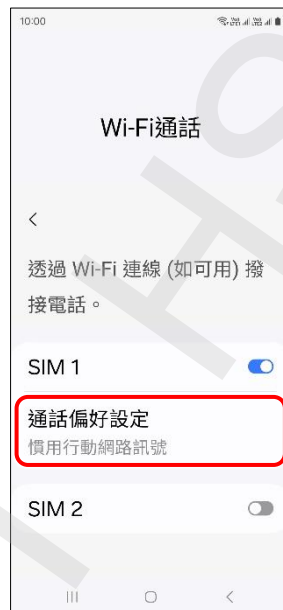 10:00
Wi-Fi通話
透過 Wi-Fi 連線 (如可用) 撥
接電話。
SIM 1
通話偏好設定
慣用行動網路訊號
SIM 2